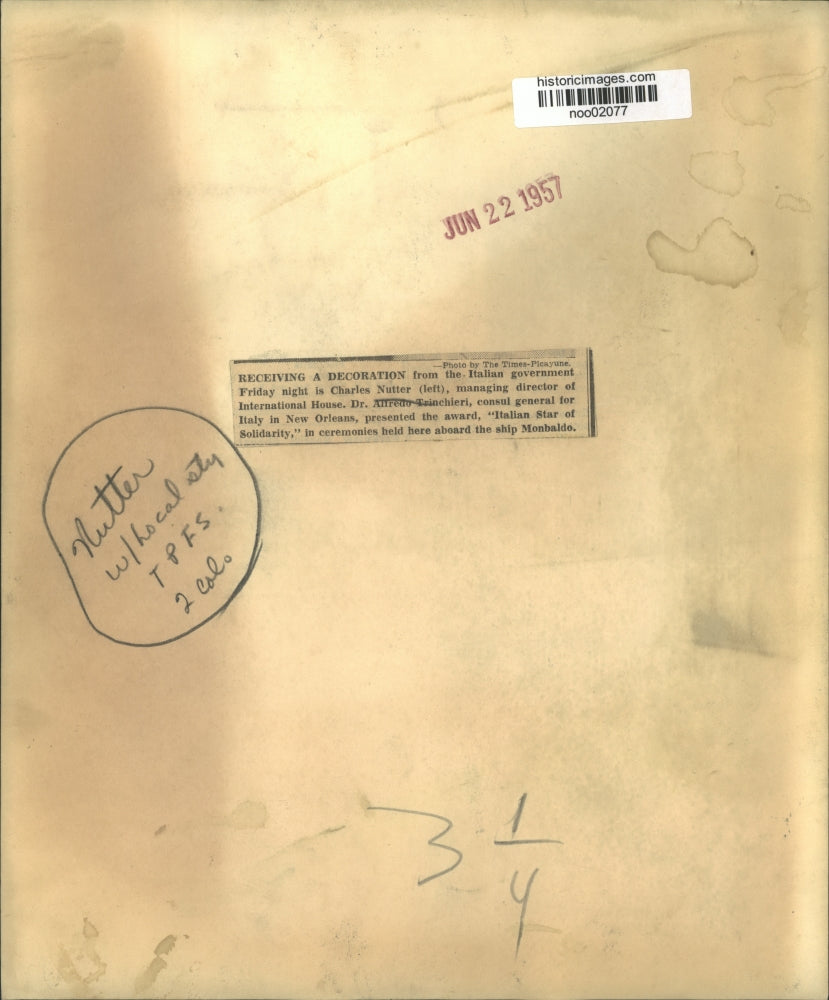 historicimages.com
noo02077
JUN 22 1957
—Photo by The Times-Picayune.
RECEIVING A DECORATION from the Italian government
Friday night is Charles Nutter (left), managing director of
International House. Dr. Alfredo Trinchieri, consul general for
Italy in New Orleans, presented the award, “Italian Star of
Solidarity,” in ceremonies held here aboard the ship Monbaldo.
Nutter
w/Local sty
T P F S.
2 col.
3 1/4